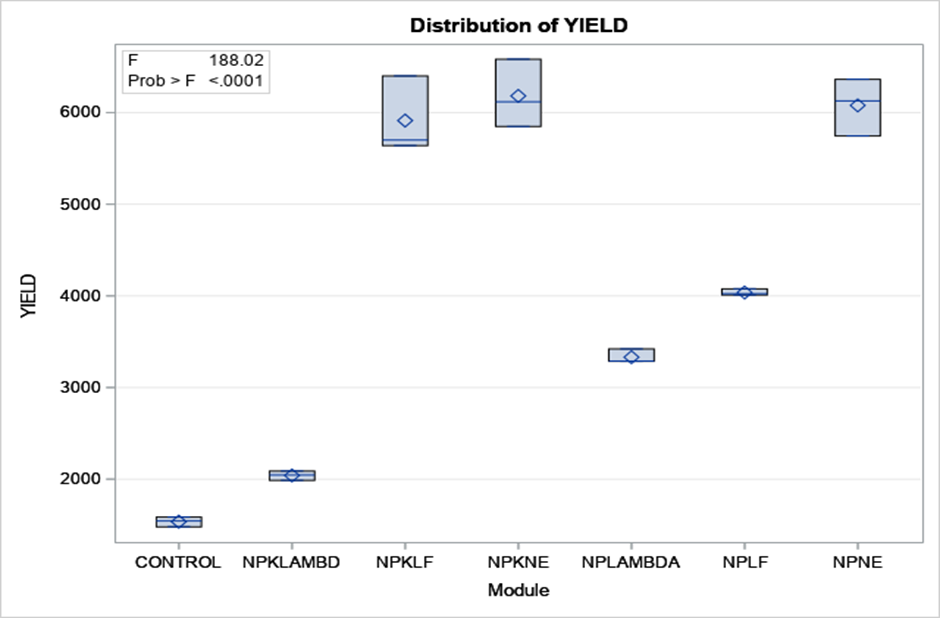 Distribution of YIELD
F 188.02
Prob > F <.0001
6000
5000
4000
3000
2000
YIELD
CONTROL NPKLAMBD NPKLF NPKNE NPLAMBDA NPLF NPNE
Module